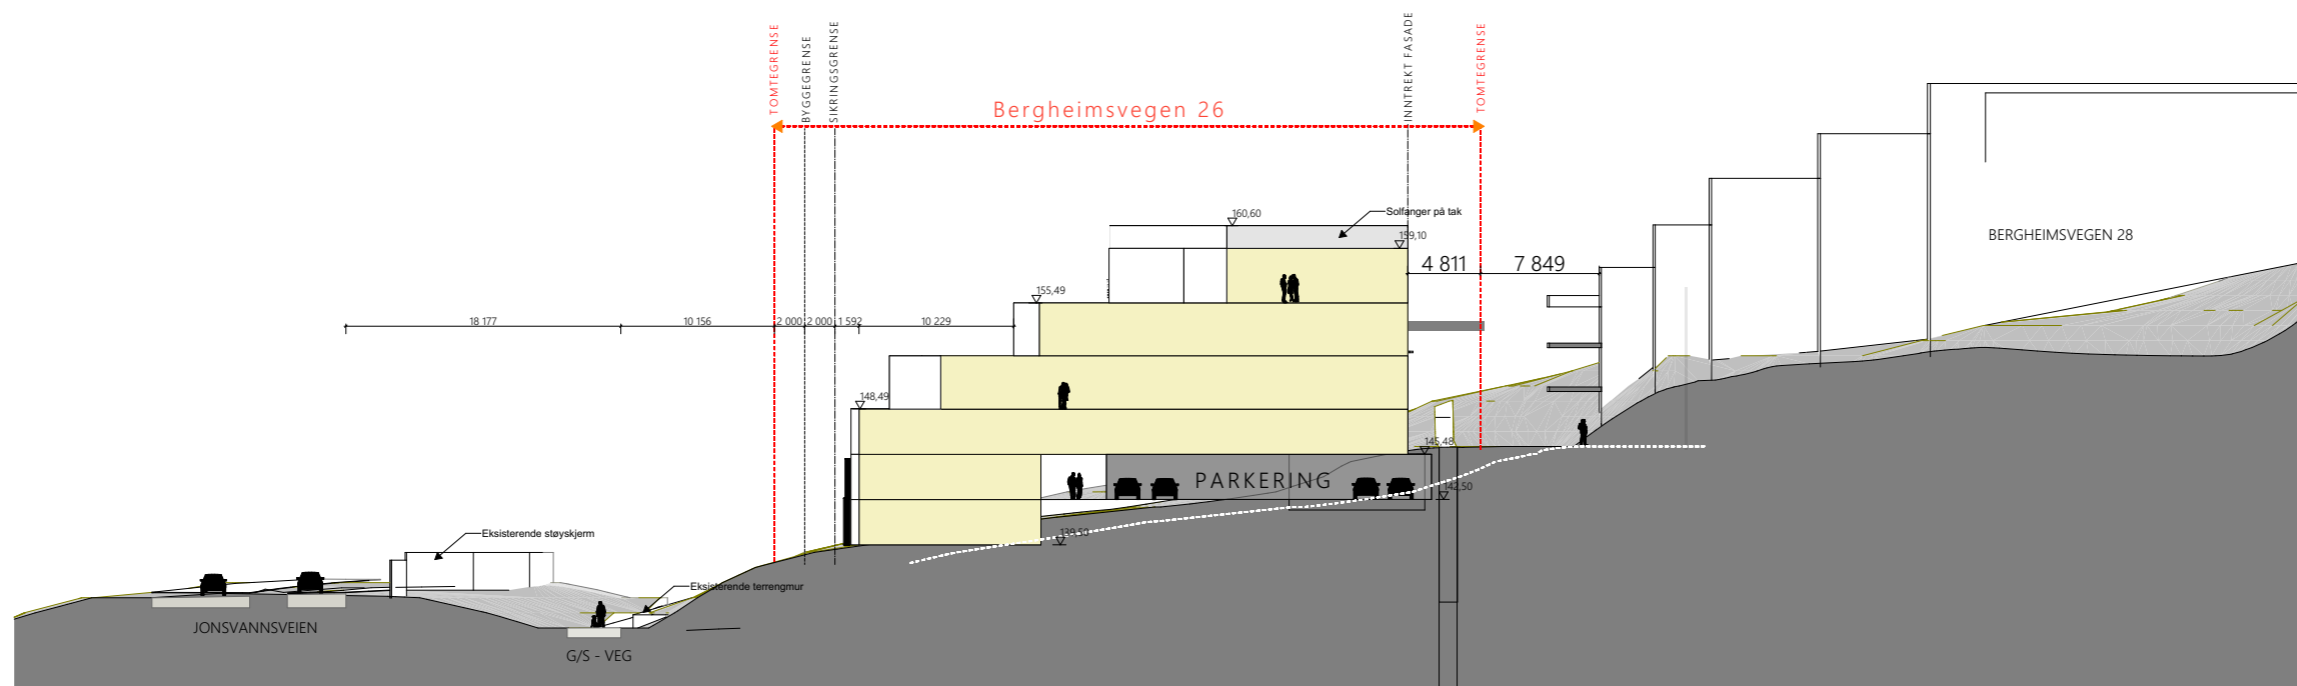 TOMTEGRENSE
BYGGEGRENSE
SIKRINGSGRENSE
INNTREKT FASADE
TOMTEGRENSE
Bergheimsvegen 26
160,60
Solfanger på tak
159,10
BERGHEIMSVEGEN 28
4 811
7 849
155,49
18 177
10 156
2 000
2 000
1 592
10 229
148,49
145,48
PARKERING
142,50
139,50
Eksisterende støyskjerm
Eksisterende terrengmur
JONSVANNSVEIEN
G/S - VEG